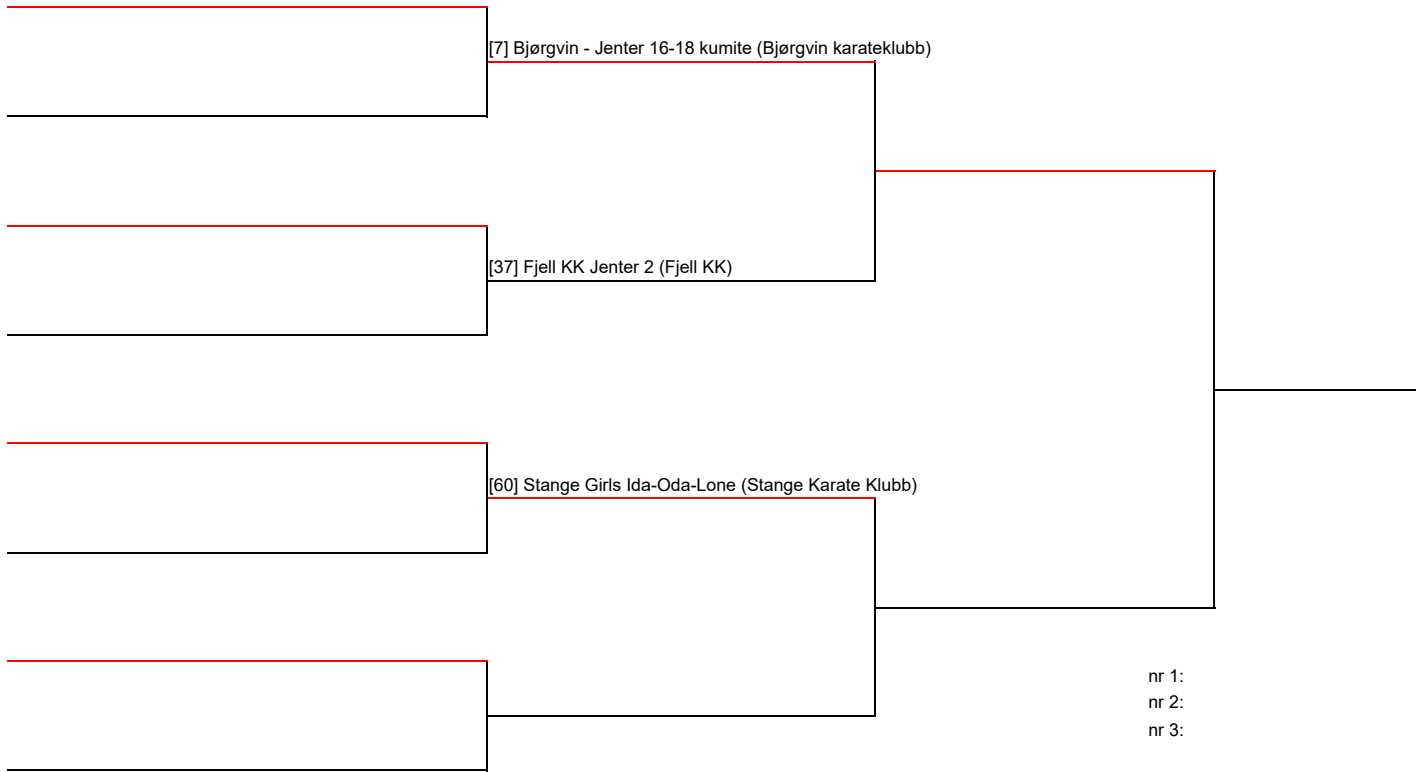 [7] Bjørgvin - Jenter 16-18 kumite (Bjørgvin karateklubb)
[37] Fjell KK Jenter 2 (Fjell KK)
[60] Stange Girls Ida-Oda-Lone (Stange Karate Klubb)
nr 1:
nr 2:
nr 3: